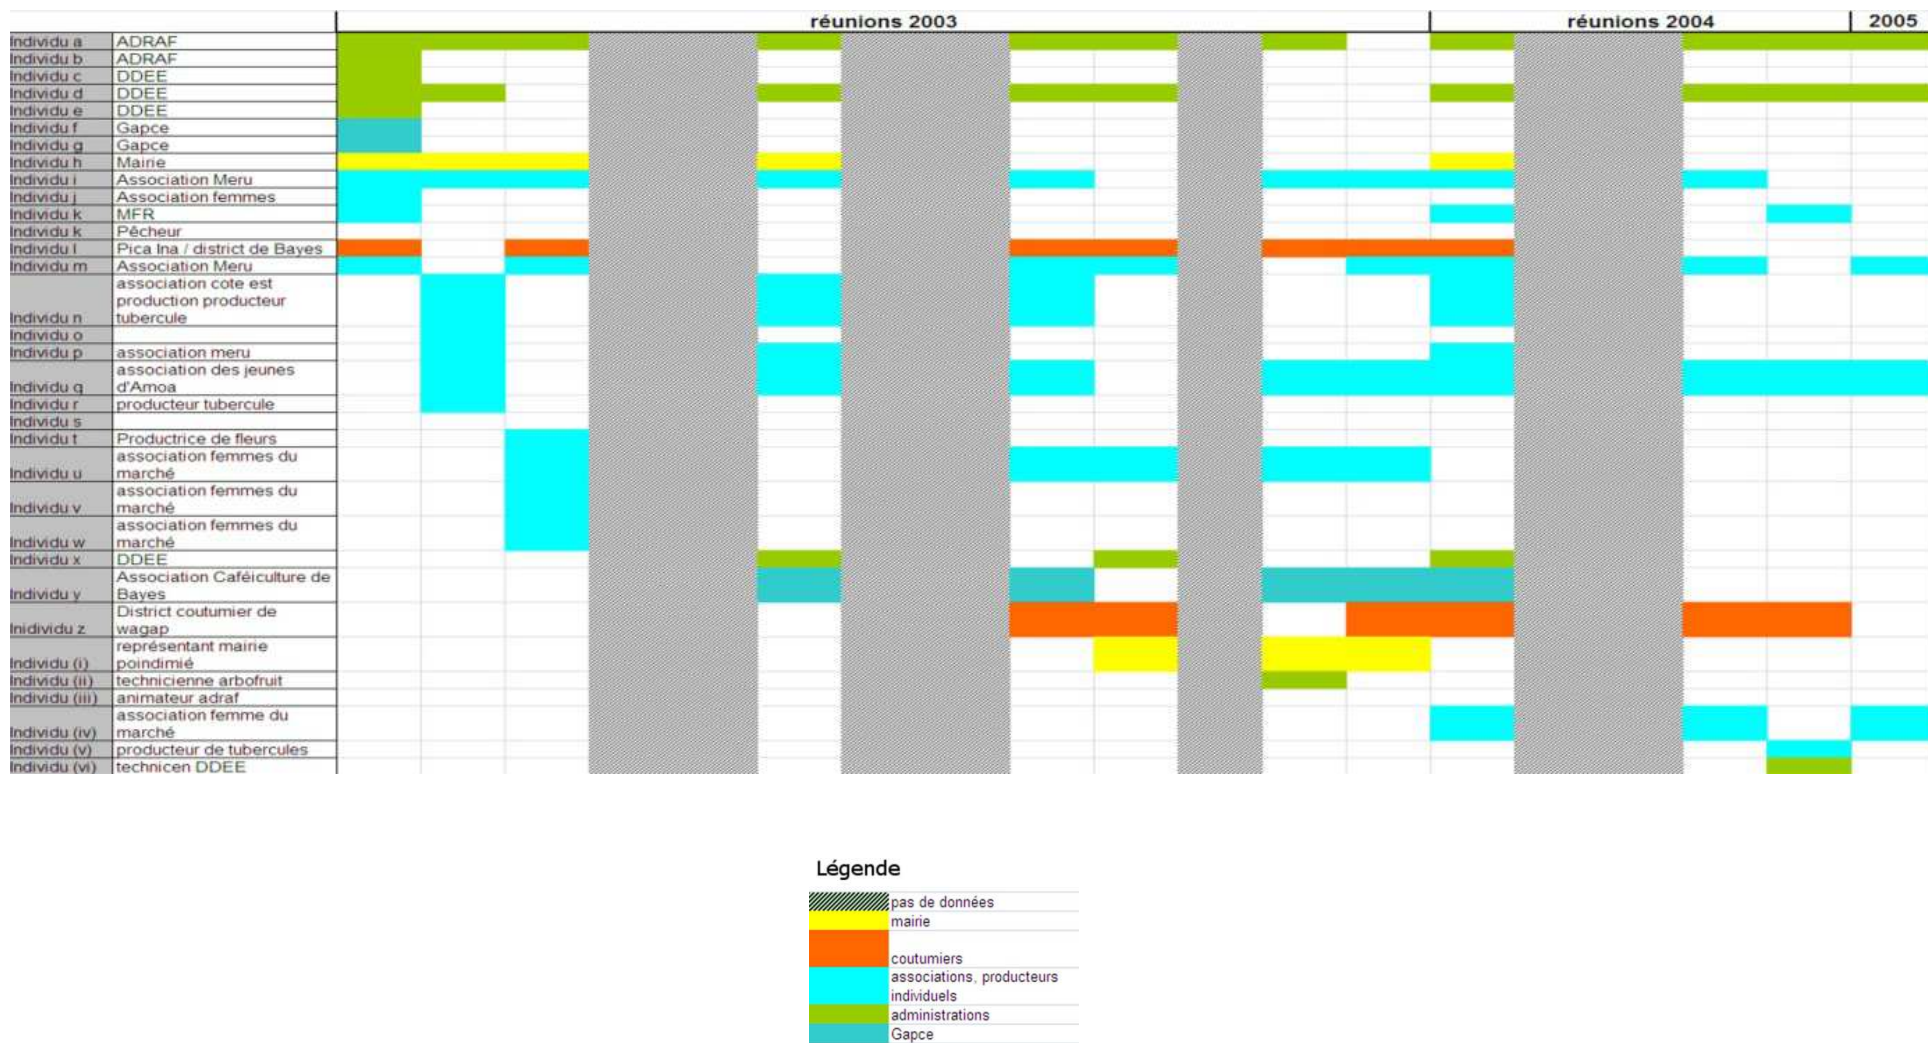 réunions 2003 réunions 2004 2005
Individu a ADRAF
Individu b ADRAF
Individu c DDEE
Individu d DDEE
Individu e DDEE
Individu f Gapce
Individu g Gapce
Individu h Mairie
Individu i Association Meru
Individu j Association femmes
Individu k MFR
Individu k Pêcheur
Individu l Pica Ina / district de Bayes
Individu m Association Meru
association cote est
production producteur
Individu n tubercule
Individu o
Individu p association meru
association des jeunes
Individu q d'Amoa
Individu r producteur tubercule
Individu s
Individu t Productrice de fleurs
association femmes du
Individu u marché
association femmes du
Individu v marché
association femmes du
Individu w marché
Individu x DDEE
Association Caféiculture de
Individu y Bayes
District coutumier de
Inidividu z wagap
représentant mairie
Individu (i) poindimié
Individu (ii) technicienne arbofruit
Individu (iii) animateur adraf
association femme du
Individu (iv) marché
Individu (v) producteur de tubercules
Individu (vi) technicen DDEE
Légende
pas de données
mairie
coutumiers
associations, producteurs
individuels
administrations
Gapce